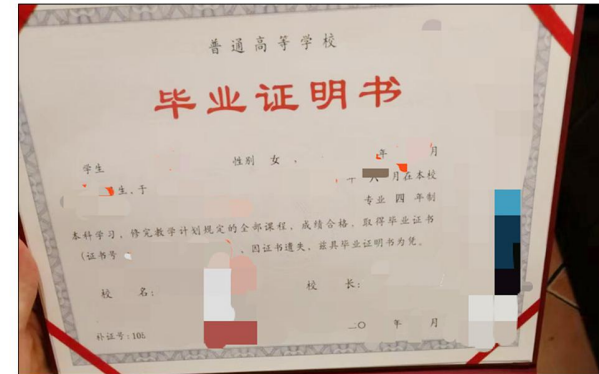 普通高等学校
毕业证明书
学生 性别 女, 年 月
生,于 年 六 月在本校
专业 四 年制
本科学习,修完教学计划规定的全部课程,成绩合格,取得毕业证书
(证书号 、因证书遗失,兹具毕业证明书为凭。
校 名: 校 长:
补证号:105 二〇 年 月